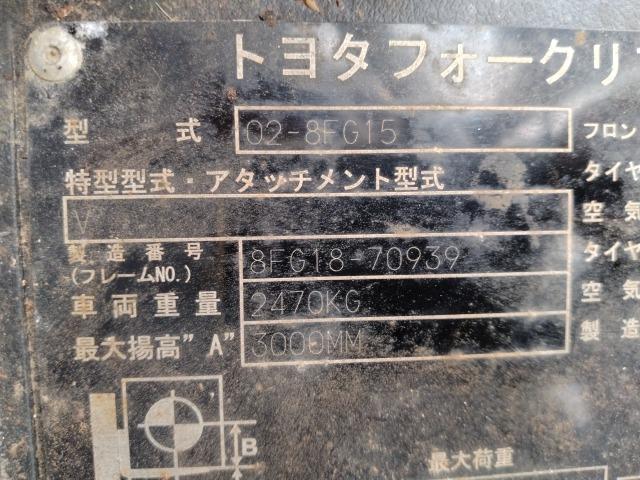 トヨタフォークリフ
型 式 02-8FG15 フロン
特型型式・アタッチメント型式 タイヤ
V 空気
製造番号 タイヤ
(フレームNO.) 8FG18-70939
車両重量 2470KG 空気
最大揚高"A" 3000MM 製造
B
最大荷重